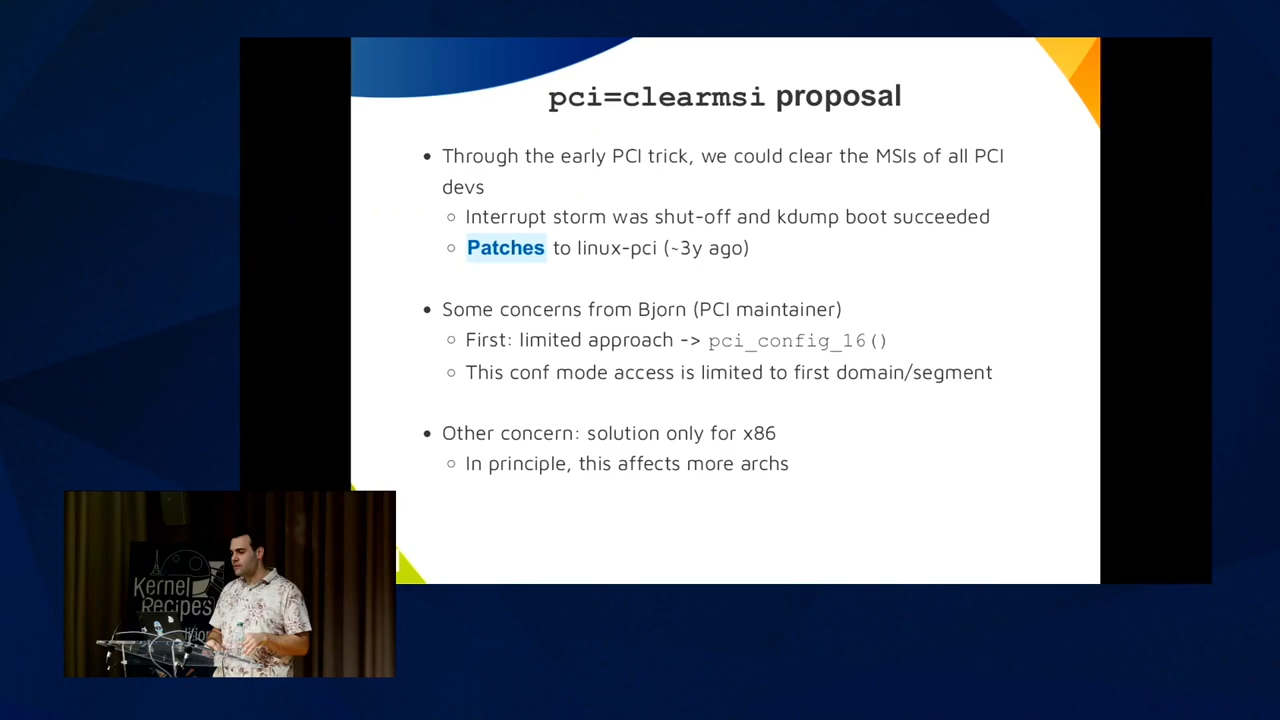 pci=clearmsi proposal
• Through the early PCI trick, we could clear the MSIs of all PCI
devs
○ Interrupt storm was shut-off and kdump boot succeeded
○ Patches to linux-pci (~3y ago)
• Some concerns from Bjorn (PCI maintainer)
○ First: limited approach -> pci_config_16()
○ This conf mode access is limited to first domain/segment
• Other concern: solution only for x86
○ In principle, this affects more archs
Kernel
Recipes